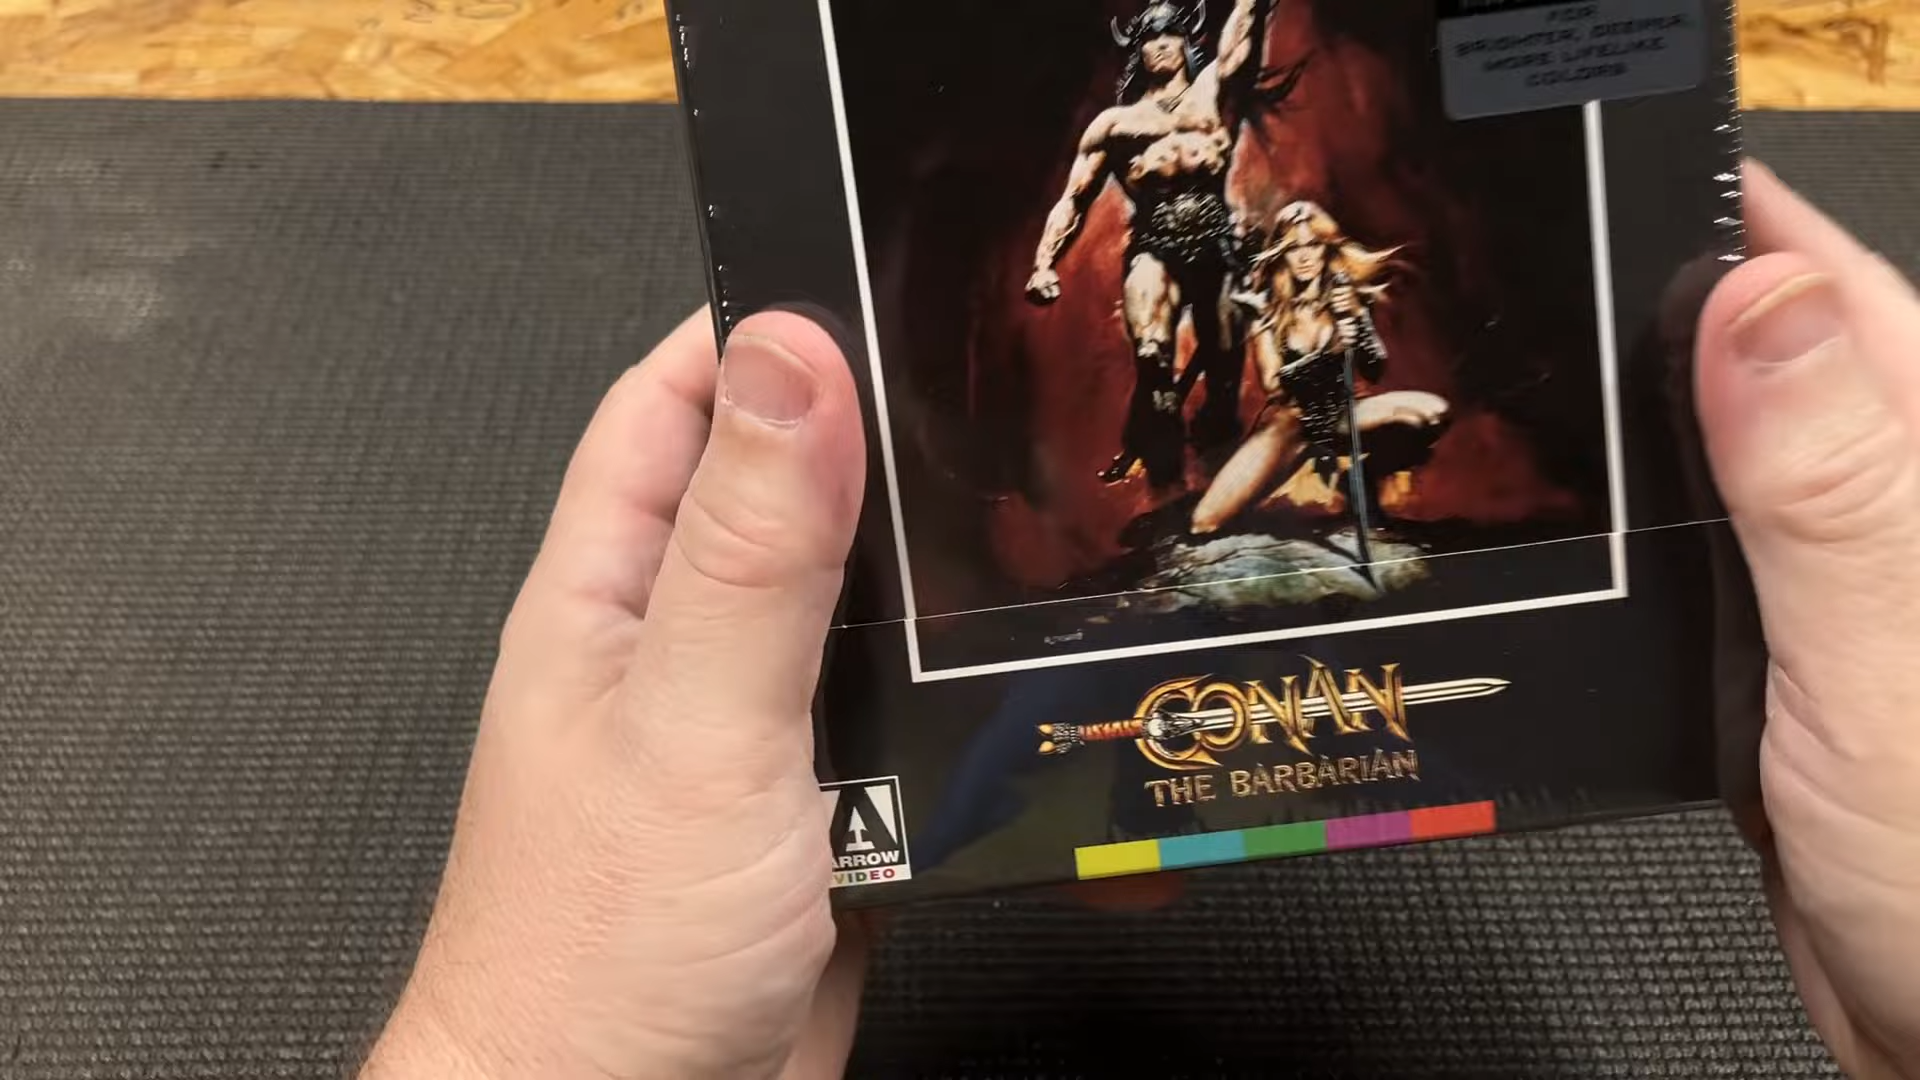 FOR
BRIGHTER, DEEPER,
MORE LIFELIKE
COLORS
CONAN
THE BARBARIAN
ARROW
VIDEO